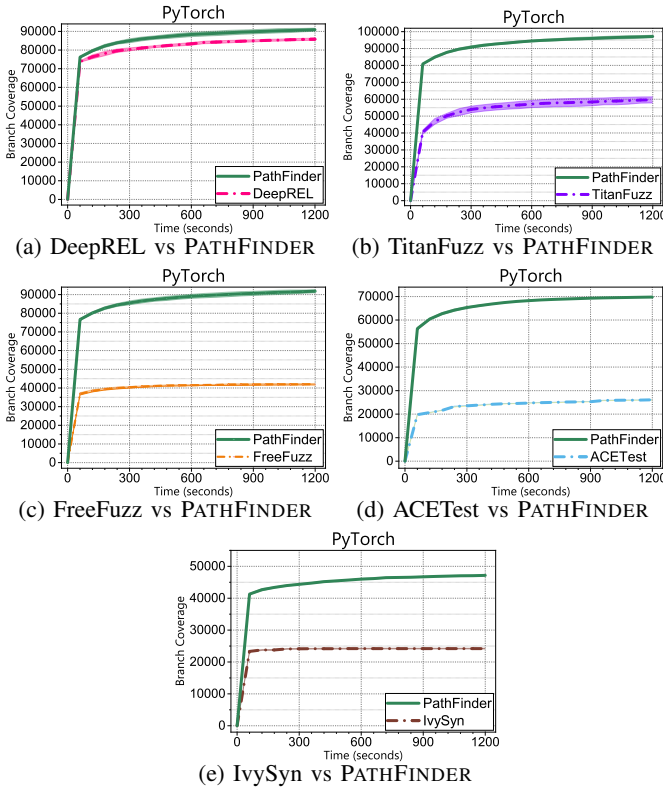 PyTorch
90000
80000
70000
60000
50000
40000
30000
20000
10000
0
Branch Coverage
PathFinder
DeepREL
0 300 600 900 1200
Time (seconds)
(a) DeepREL vs PATHFINDER
PyTorch
100000
90000
80000
70000
60000
50000
40000
30000
20000
10000
0
Branch Coverage
PathFinder
TitanFuzz
0 300 600 900 1200
Time (seconds)
(b) TitanFuzz vs PATHFINDER
PyTorch
90000
80000
70000
60000
50000
40000
30000
20000
10000
0
Branch Coverage
PathFinder
FreeFuzz
0 300 600 900 1200
Time (seconds)
(c) FreeFuzz vs PATHFINDER
PyTorch
70000
60000
50000
40000
30000
20000
10000
0
Branch Coverage
PathFinder
ACETest
0 300 600 900 1200
Time (seconds)
(d) ACETest vs PATHFINDER
PyTorch
50000
40000
30000
20000
10000
0
Branch Coverage
PathFinder
IvySyn
0 300 600 900 1200
Time (seconds)
(e) IvySyn vs PATHFINDER